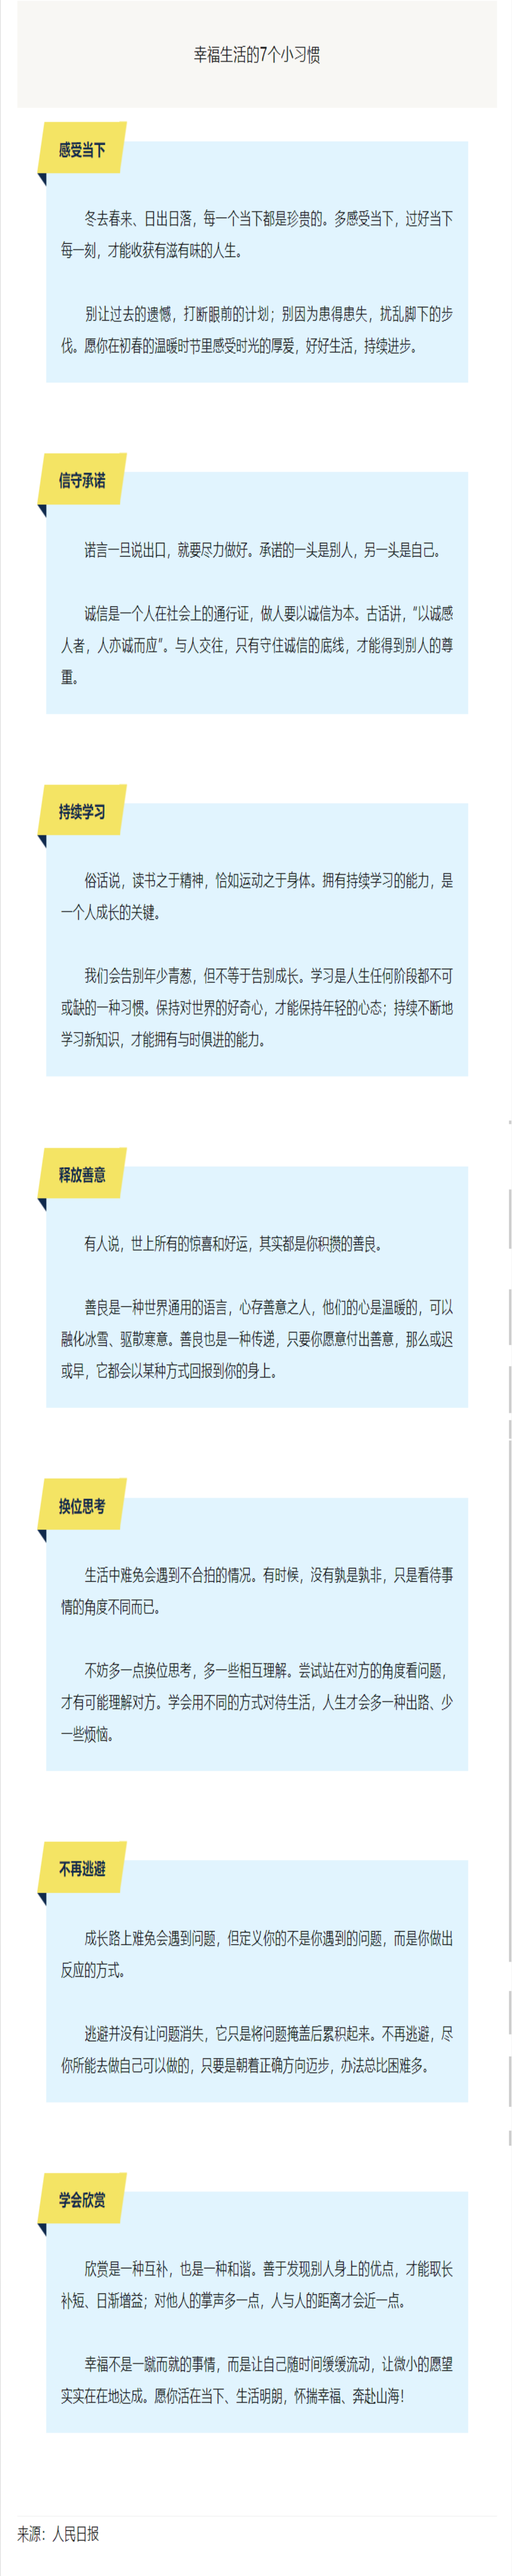 幸福生活的7个小习惯
感受当下
冬去春来、日出日落，每一个当下都是珍贵的。多感受当下，过好当下
每一刻，才能收获有滋有味的人生。
别让过去的遗憾，打断眼前的计划；别因为患得患失，扰乱脚下的步
伐。愿你在初春的温暖时节里感受时光的厚爱，好好生活，持续进步。
信守承诺
诺言一旦说出口，就要尽力做好。承诺的一头是别人，另一头是自己。
诚信是一个人在社会上的通行证，做人要以诚信为本。古话讲，“以诚感
人者，人亦诚而应”。与人交往，只有守住诚信的底线，才能得到别人的尊
重。
持续学习
俗话说，读书之于精神，恰如运动之于身体。拥有持续学习的能力，是
一个人成长的关键。
我们会告别年少青葱，但不等于告别成长。学习是人生任何阶段都不可
或缺的一种习惯。保持对世界的好奇心，才能保持年轻的心态；持续不断地
学习新知识，才能拥有与时俱进的能力。
释放善意
有人说，世上所有的惊喜和好运，其实都是你积攒的善良。
善良是一种世界通用的语言，心存善意之人，他们的心是温暖的，可以
融化冰雪、驱散寒意。善良也是一种传递，只要你愿意付出善意，那么或迟
或早，它都会以某种方式回报到你的身上。
换位思考
生活中难免会遇到不合拍的情况。有时候，没有孰是孰非，只是看待事
情的角度不同而已。
不妨多一点换位思考，多一些相互理解。尝试站在对方的角度看问题，
才有可能理解对方。学会用不同的方式对待生活，人生才会多一种出路、少
一些烦恼。
不再逃避
成长路上难免会遇到问题，但定义你的不是你遇到的问题，而是你做出
反应的方式。
逃避并没有让问题消失，它只是将问题掩盖后累积起来。不再逃避，尽
你所能去做自己可以做的，只要是朝着正确方向迈步，办法总比困难多。
学会欣赏
欣赏是一种互补，也是一种和谐。善于发现别人身上的优点，才能取长
补短、日渐增益；对他人的掌声多一点，人与人的距离才会近一点。
幸福不是一蹴而就的事情，而是让自己随时间缓缓流动，让微小的愿望
实实在在地达成。愿你活在当下、生活明朗，怀揣幸福、奔赴山海！
来源：人民日报